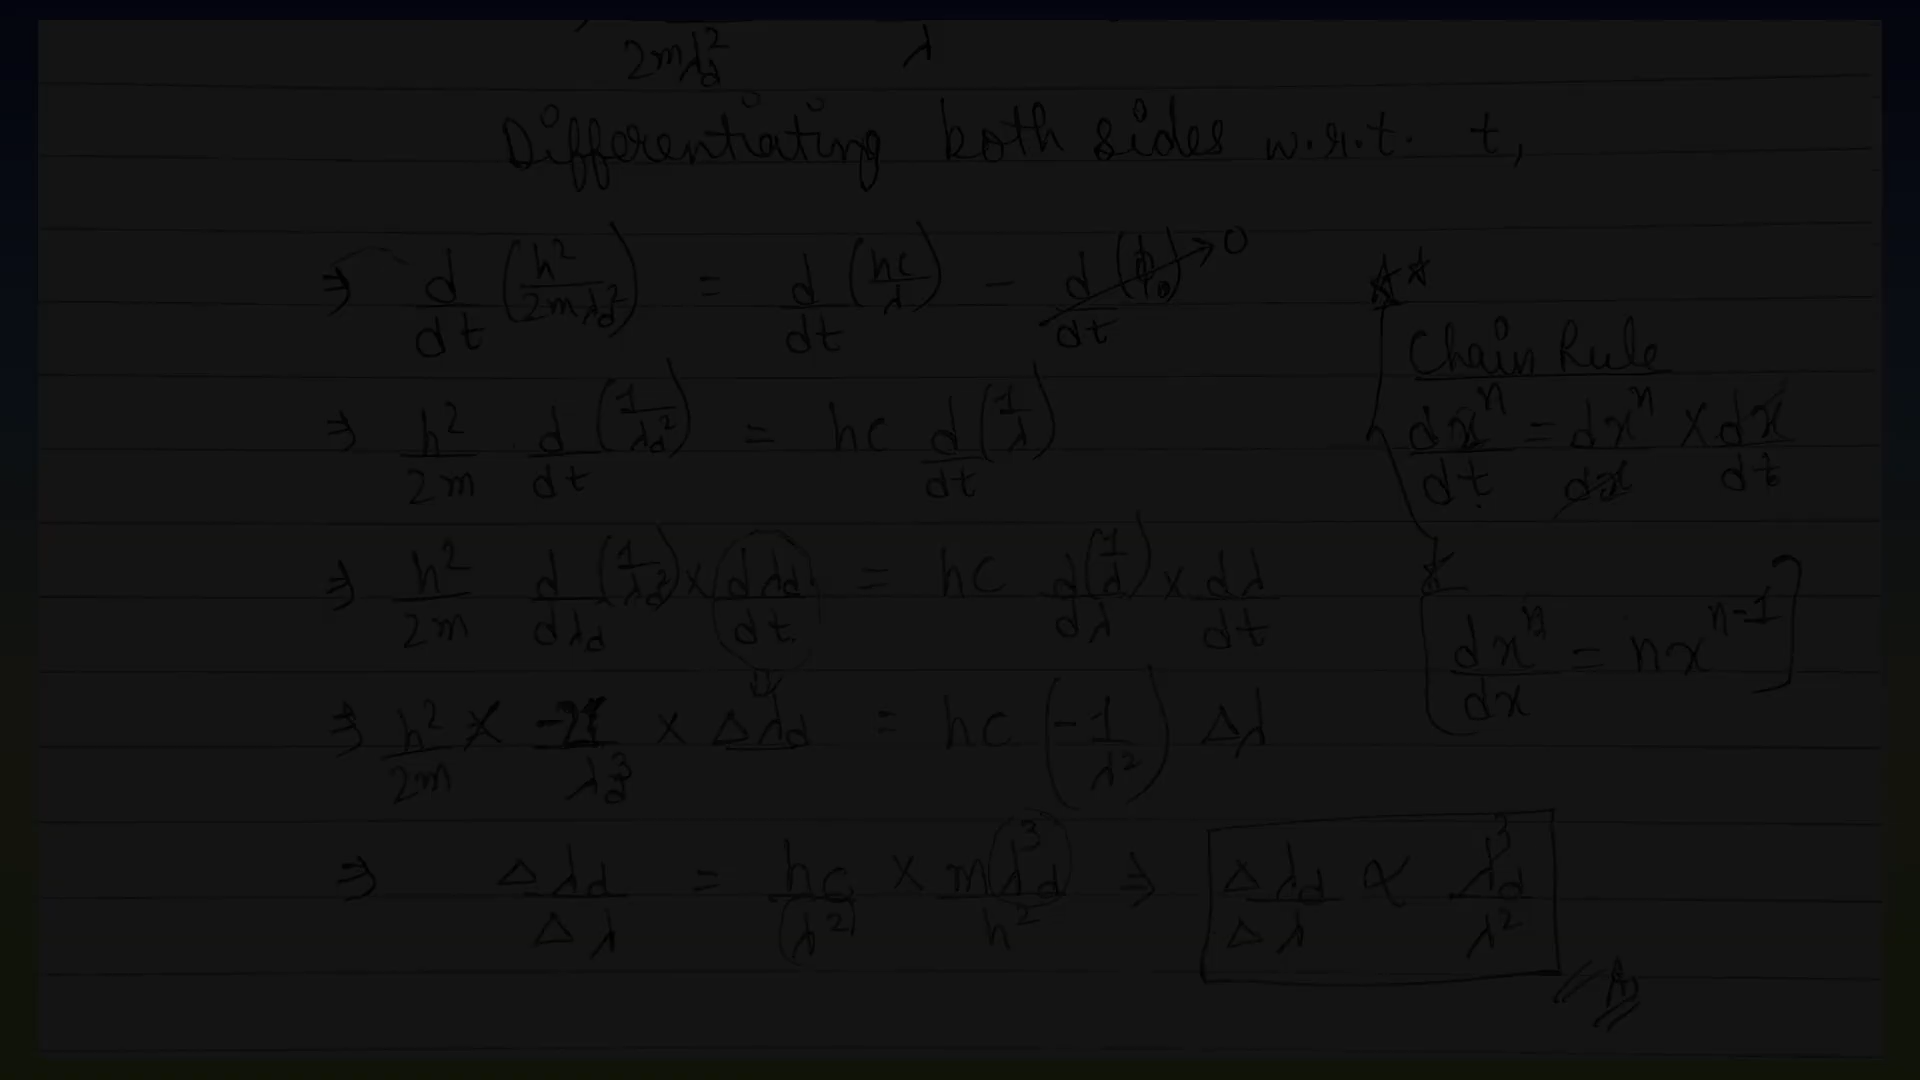 2mλd²   λ
Differentiating both sides w.r.t. t,
⇒ d/dt (h²/2mλd²) = d/dt (hc/λ) − d/dt (ϕ₀) → 0
⇒ h²/2m d/dt (1/λd²) = hc d/dt (1/λ)
⇒ h²/2m d/dλd (1/λd²) × dλd/dt = hc d/dλ (1/λ) × dλ/dt
⇒ h²/2m × −2/λd³ × Δλd = hc (−1/λ²) Δλ
⇒ Δλd/Δλ = hc/λ² × mλd³/h² ⇒ Δλd/Δλ ∝ λd³/λ²
Chain Rule
dxⁿ/dt = dxⁿ/dx × dx/dt
&
[dxⁿ/dx = nxⁿ⁻¹]